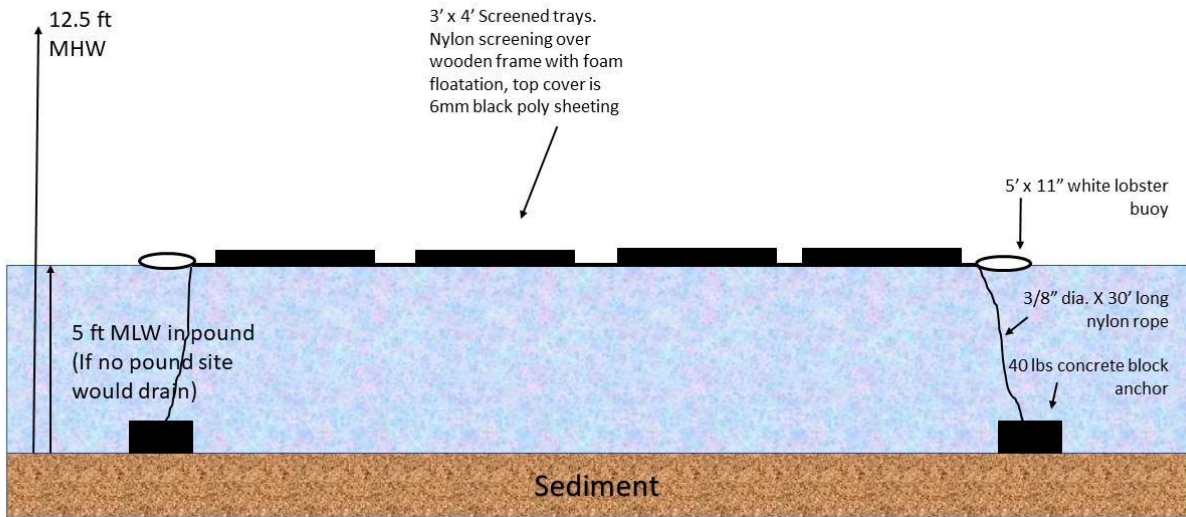 12.5 ft
MHW
3’ x 4’ Screened trays.
Nylon screening over
wooden frame with foam
floatation, top cover is
6mm black poly sheeting
5’ x 11” white lobster
buoy
3/8” dia. X 30’ long
nylon rope
5 ft MLW in pound
(If no pound site
would drain)
40 lbs concrete block
anchor
Sediment